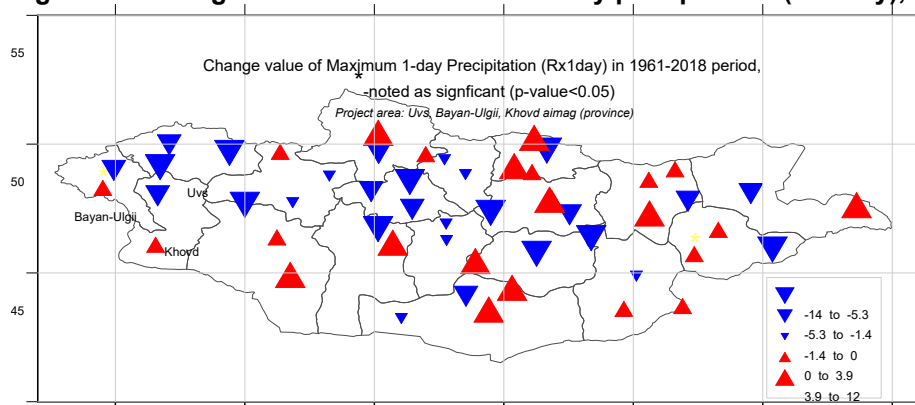 55
Change value of Maximum 1-day Precipitation (Rx1day) in 1961-2018 period,
*
-noted as signficant (p-value<0.05)
Project area: Uvs, Bayan-Ulgii, Khovd aimag (province)
50
Uvs
Bayan-Ulgii
Khovd
45
-14 to -5.3
-5.3 to -1.4
-1.4 to 0
0 to 3.9
3.9 to 12